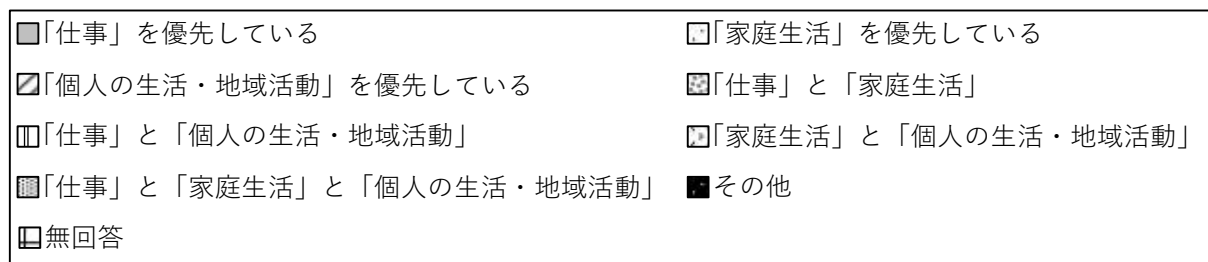 「仕事」を優先している 「家庭生活」を優先している
「個人の生活・地域活動」を優先している 「仕事」と「家庭生活」
「仕事」と「個人の生活・地域活動」 「家庭生活」と「個人の生活・地域活動」
「仕事」と「家庭生活」と「個人の生活・地域活動」 その他
無回答